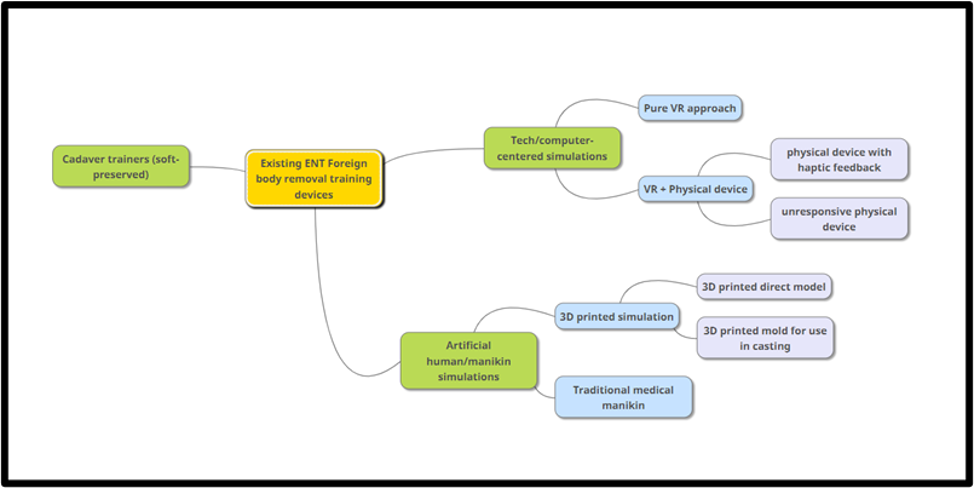 Cadaver trainers (soft-
preserved)
Existing ENT Foreign
body removal training
devices
Tech/computer-
centered simulations
Pure VR approach
VR + Physical device
physical device with
haptic feedback
unresponsive physical
device
Artificial
human/manikin
simulations
3D printed simulation
3D printed direct model
3D printed mold for use
in casting
Traditional medical
manikin